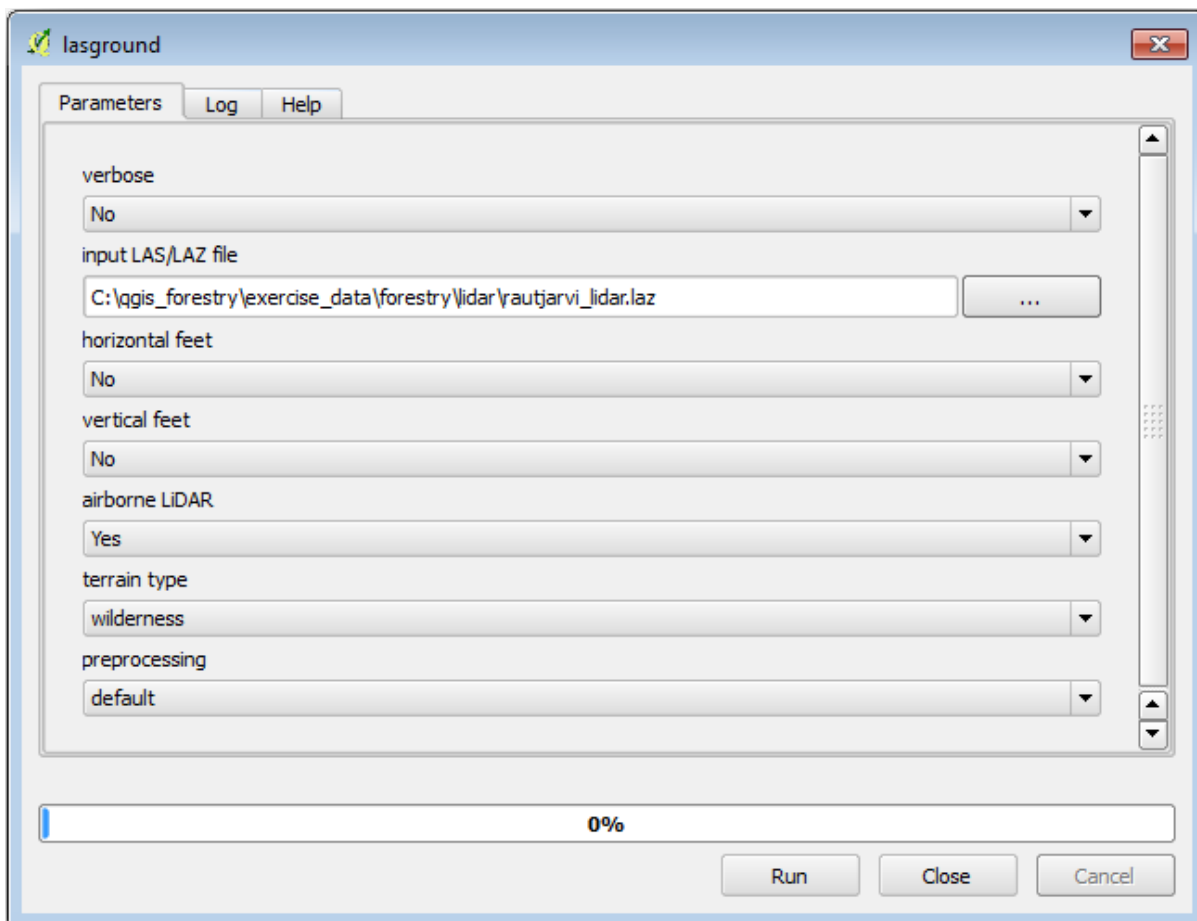 lasground
Parameters Log Help
verbose
No
input LAS/LAZ file
C:\qgis_forestry\exercise_data\forestry\lidar\rautjarvi_lidar.laz ...
horizontal feet
No
vertical feet
No
airborne LiDAR
Yes
terrain type
wilderness
preprocessing
default
0%
Run Close Cancel